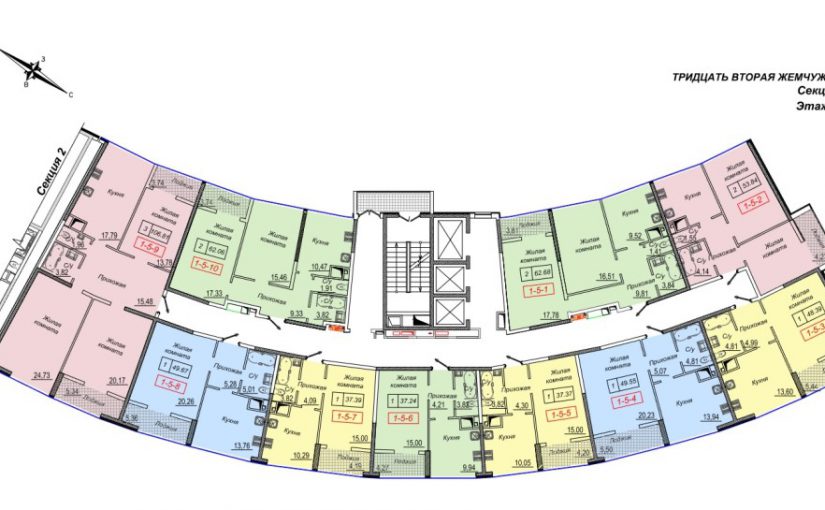 ТРИДЦАТЬ ВТОРАЯ ЖЕМЧУЖ
Секц
Этаж
З
В
С
Секция 2
Кухня
17,79
Лоджия
3,74
Жилая комната
3 106.81
1-5-9
13,78
3,82
Прихожая
15,48
Жилая комната
24,73
Жилая комната
20,17
5,34
Лоджия
Жилая комната
2 62.06
1-5-10
17,33
Жилая комната
15,46
Кухня
10,47
С/у
1,91
Прихожая
9,33
С/у
3,82
3,61
Лоджия
Жилая комната
2 62.68
1-5-1
17,78
Жилая комната
16,51
Кухня
9,52
1,41
С/у
3,84
Прихожая
9,81
Кухня
Жилая комната
2 53.84
1-5-2
С/у
4,14
Прихожая
Жилая комната
Жилая комната
1 49.67
1-5-8
20,26
Прихожая
5,28
С/у
5,01
Кухня
13,76
Лоджия
5,36
С/у
3,82
Прихожая
4,09
Жилая комната
1 37.39
1-5-7
15,00
Кухня
10,29
Лоджия
4,19
Жилая комната
1 37.24
1-5-6
15,00
Прихожая
4,21
С/у
3,83
Кухня
9,94
Лоджия
4,27
С/у
3,82
Прихожая
4,30
Жилая комната
1 37.37
1-5-5
15,00
Кухня
10,05
Лоджия
4,20
Жилая комната
1 49.55
1-5-4
20,23
Прихожая
5,07
С/у
4,81
Кухня
13,94
Лоджия
5,50
С/у
4,81
Прихожая
4,99
Жилая комната
1 48.39
1-5-3
Кухня
13,60
Лоджия
5,44